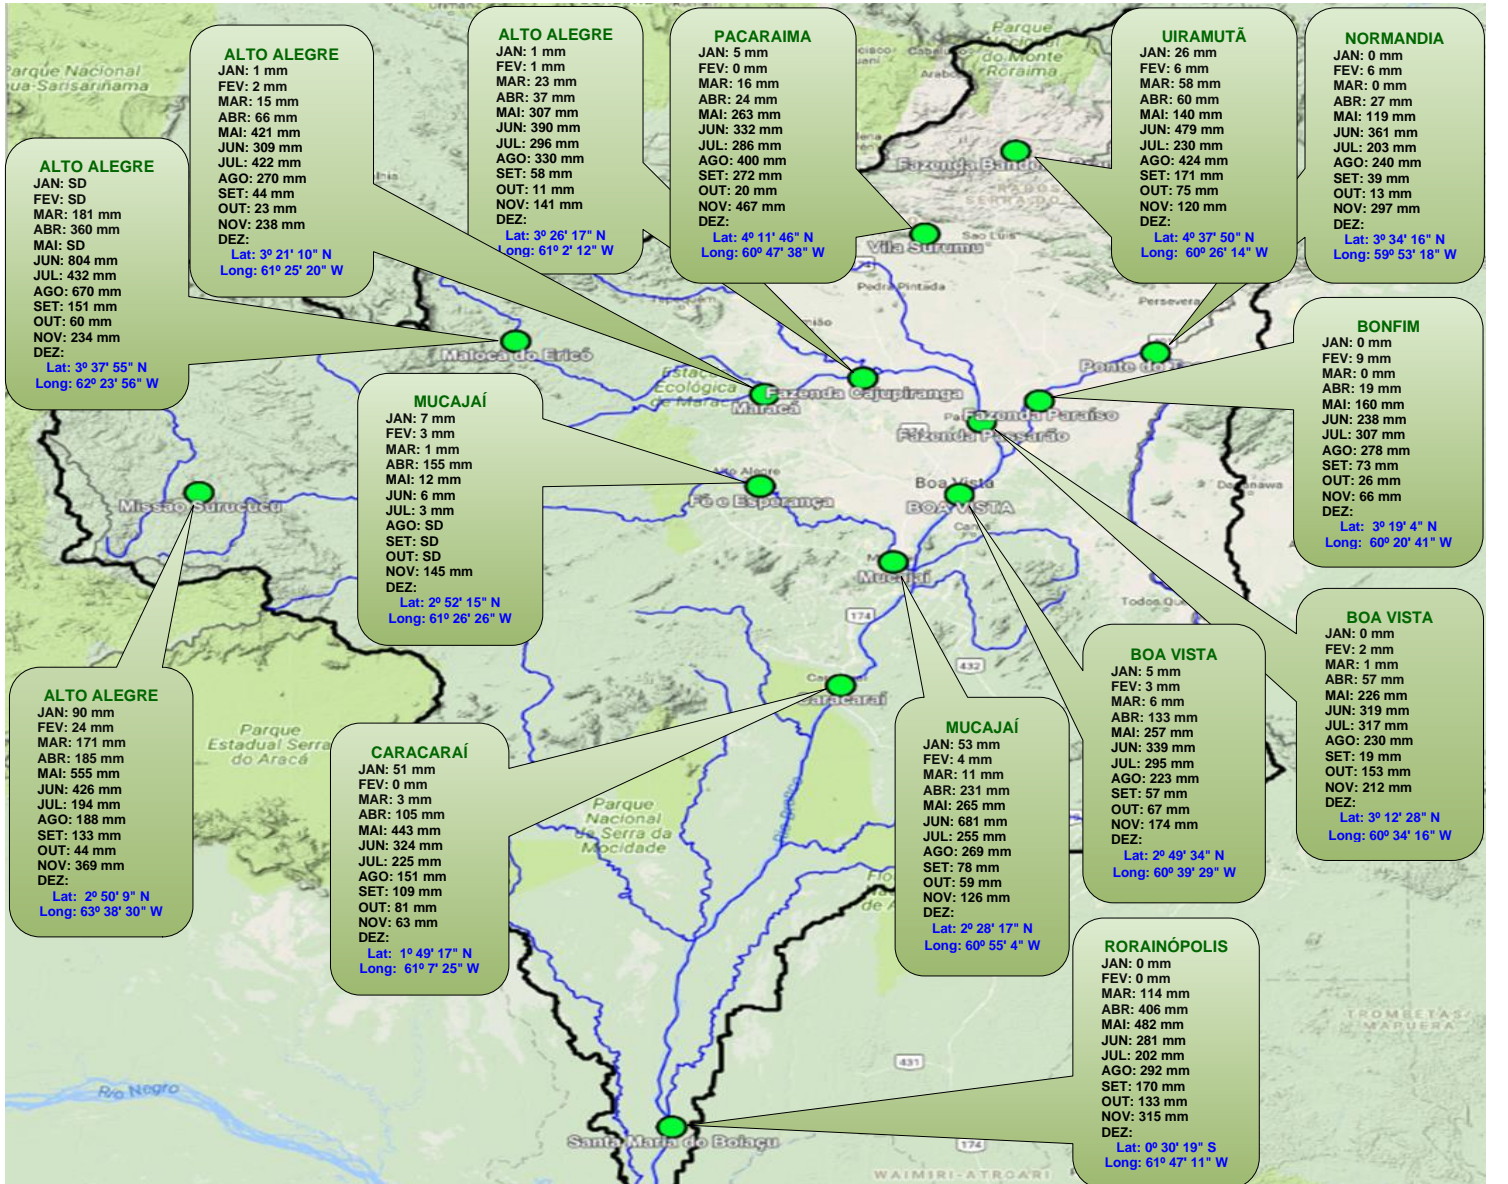 ALTO ALEGRE
JAN: 1 mm
FEV: 2 mm
MAR: 15 mm
ABR: 66 mm
MAI: 421 mm
JUN: 309 mm
JUL: 422 mm
AGO: 270 mm
SET: 44 mm
OUT: 23 mm
NOV: 238 mm
DEZ:
Lat: 3º 21' 10" N
Long: 61º 25' 20" W
ALTO ALEGRE
JAN: 1 mm
FEV: 1 mm
MAR: 23 mm
ABR: 37 mm
MAI: 307 mm
JUN: 390 mm
JUL: 296 mm
AGO: 330 mm
SET: 58 mm
OUT: 11 mm
NOV: 141 mm
DEZ:
Lat: 3º 26' 17" N
Long: 61º 2' 12" W
PACARAIMA
JAN: 5 mm
FEV: 0 mm
MAR: 16 mm
ABR: 24 mm
MAI: 263 mm
JUN: 332 mm
JUL: 286 mm
AGO: 400 mm
SET: 272 mm
OUT: 20 mm
NOV: 467 mm
DEZ:
Lat: 4º 11' 46" N
Long: 60º 47' 38" W
UIRAMUTÃ
JAN: 26 mm
FEV: 6 mm
MAR: 58 mm
ABR: 60 mm
MAI: 140 mm
JUN: 479 mm
JUL: 230 mm
AGO: 424 mm
SET: 171 mm
OUT: 75 mm
NOV: 120 mm
DEZ:
Lat: 4º 37' 50" N
Long: 60º 26' 14" W
NORMANDIA
JAN: 0 mm
FEV: 6 mm
MAR: 0 mm
ABR: 27 mm
MAI: 119 mm
JUN: 361 mm
JUL: 203 mm
AGO: 240 mm
SET: 39 mm
OUT: 13 mm
NOV: 297 mm
DEZ:
Lat: 3º 34' 16" N
Long: 59º 53' 18" W
ALTO ALEGRE
JAN: SD
FEV: SD
MAR: 181 mm
ABR: 360 mm
MAI: SD
JUN: 804 mm
JUL: 432 mm
AGO: 670 mm
SET: 151 mm
OUT: 60 mm
NOV: 234 mm
DEZ:
Lat: 3º 37' 55" N
Long: 62º 23' 56" W
BONFIM
JAN: 0 mm
FEV: 9 mm
MAR: 0 mm
ABR: 19 mm
MAI: 160 mm
JUN: 238 mm
JUL: 307 mm
AGO: 278 mm
SET: 73 mm
OUT: 26 mm
NOV: 66 mm
DEZ:
Lat: 3º 19' 4" N
Long: 60º 20' 41" W
MUCAJAÍ
JAN: 7 mm
FEV: 3 mm
MAR: 1 mm
ABR: 155 mm
MAI: 12 mm
JUN: 6 mm
JUL: 3 mm
AGO: SD
SET: SD
OUT: SD
NOV: 145 mm
DEZ:
Lat: 2º 52' 15" N
Long: 61º 26' 26" W
BOA VISTA
JAN: 0 mm
FEV: 2 mm
MAR: 1 mm
ABR: 57 mm
MAI: 226 mm
JUN: 319 mm
JUL: 317 mm
AGO: 230 mm
SET: 19 mm
OUT: 153 mm
NOV: 212 mm
DEZ:
Lat: 3º 12' 28" N
Long: 60º 34' 16" W
BOA VISTA
JAN: 5 mm
FEV: 3 mm
MAR: 6 mm
ABR: 133 mm
MAI: 257 mm
JUN: 339 mm
JUL: 295 mm
AGO: 223 mm
SET: 57 mm
OUT: 67 mm
NOV: 174 mm
DEZ:
Lat: 2º 49' 34" N
Long: 60º 39' 29" W
ALTO ALEGRE
JAN: 90 mm
FEV: 24 mm
MAR: 171 mm
ABR: 185 mm
MAI: 555 mm
JUN: 426 mm
JUL: 194 mm
AGO: 188 mm
SET: 133 mm
OUT: 44 mm
NOV: 369 mm
DEZ:
Lat: 2º 50' 9" N
Long: 63º 38' 30" W
CARACARAÍ
JAN: 51 mm
FEV: 0 mm
MAR: 3 mm
ABR: 105 mm
MAI: 443 mm
JUN: 324 mm
JUL: 225 mm
AGO: 151 mm
SET: 109 mm
OUT: 81 mm
NOV: 63 mm
DEZ:
Lat: 1º 49' 17" N
Long: 61º 7' 25" W
MUCAJAÍ
JAN: 53 mm
FEV: 4 mm
MAR: 11 mm
ABR: 231 mm
MAI: 265 mm
JUN: 681 mm
JUL: 255 mm
AGO: 269 mm
SET: 78 mm
OUT: 59 mm
NOV: 126 mm
DEZ:
Lat: 2º 28' 17" N
Long: 60º 55' 4" W
RORAINÓPOLIS
JAN: 0 mm
FEV: 0 mm
MAR: 114 mm
ABR: 406 mm
MAI: 482 mm
JUN: 281 mm
JUL: 202 mm
AGO: 292 mm
SET: 170 mm
OUT: 133 mm
NOV: 315 mm
DEZ:
Lat: 0º 30' 19" S
Long: 61º 47' 11" W
Parque Nacional
Parque
do Monte
Roraima
Fazenda
Vila Surumu
Sao Luis
Pedra Pintada
Maloca do Ericó
Estação
Ecológica
de Maracá
Maracá
Fazenda Cajupiranga
Ponte do
Fazenda Paraíso
Fazenda Passarão
Alto Alegre
Fé e Esperança
Boa Vista
BOA VISTA
Missão Surucucu
Mucajaí
174
432
Caracaraí
Parque
Estadual Serra
do Aracá
Parque
Nacional
da Serra da
Mocidade
Rio Branco
Rio Negro
431
174
Santa Maria do Boiaçu
TROMBETAS/
MAPUERA
WAIMIRI-ATROARI